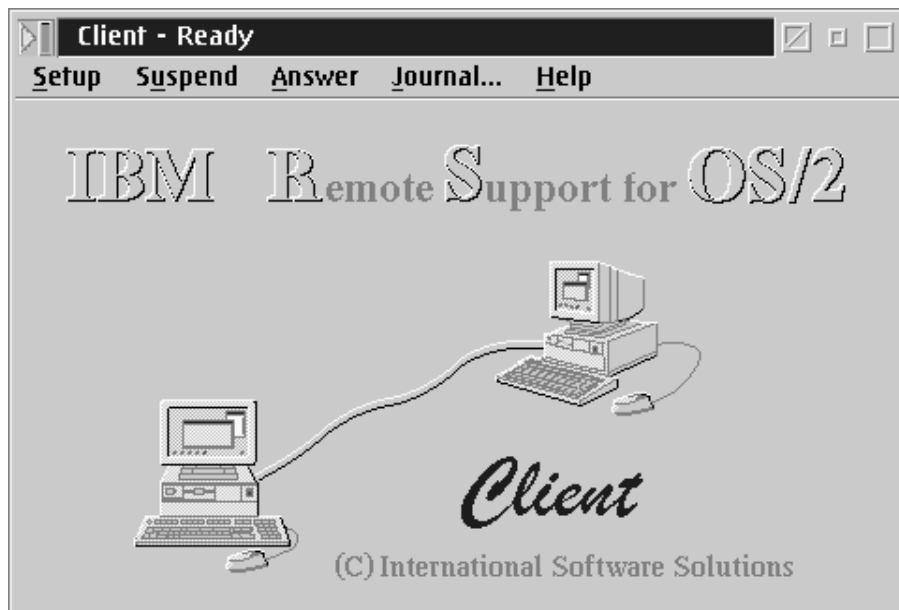 Client - Ready
Setup Suspend Answer Journal... Help
IBM Remote Support for OS/2
Client
(C) International Software Solutions